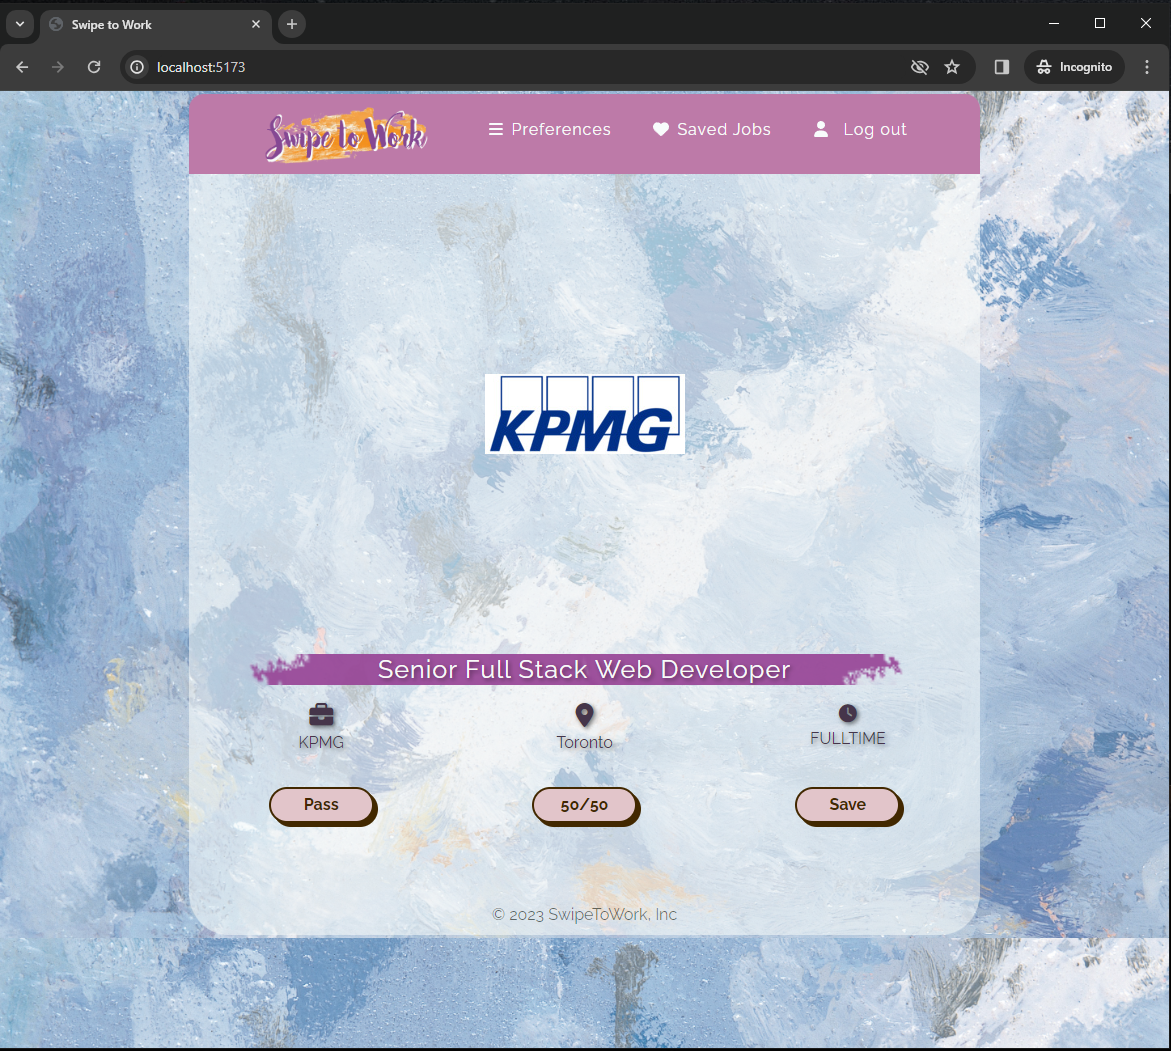 Swipe to Work
localhost:5173
Incognito
Swipe to Work
Preferences
Saved Jobs
Log out
KPMG
Senior Full Stack Web Developer
KPMG
Toronto
FULLTIME
Pass
50/50
Save
© 2023 SwipeToWork, Inc